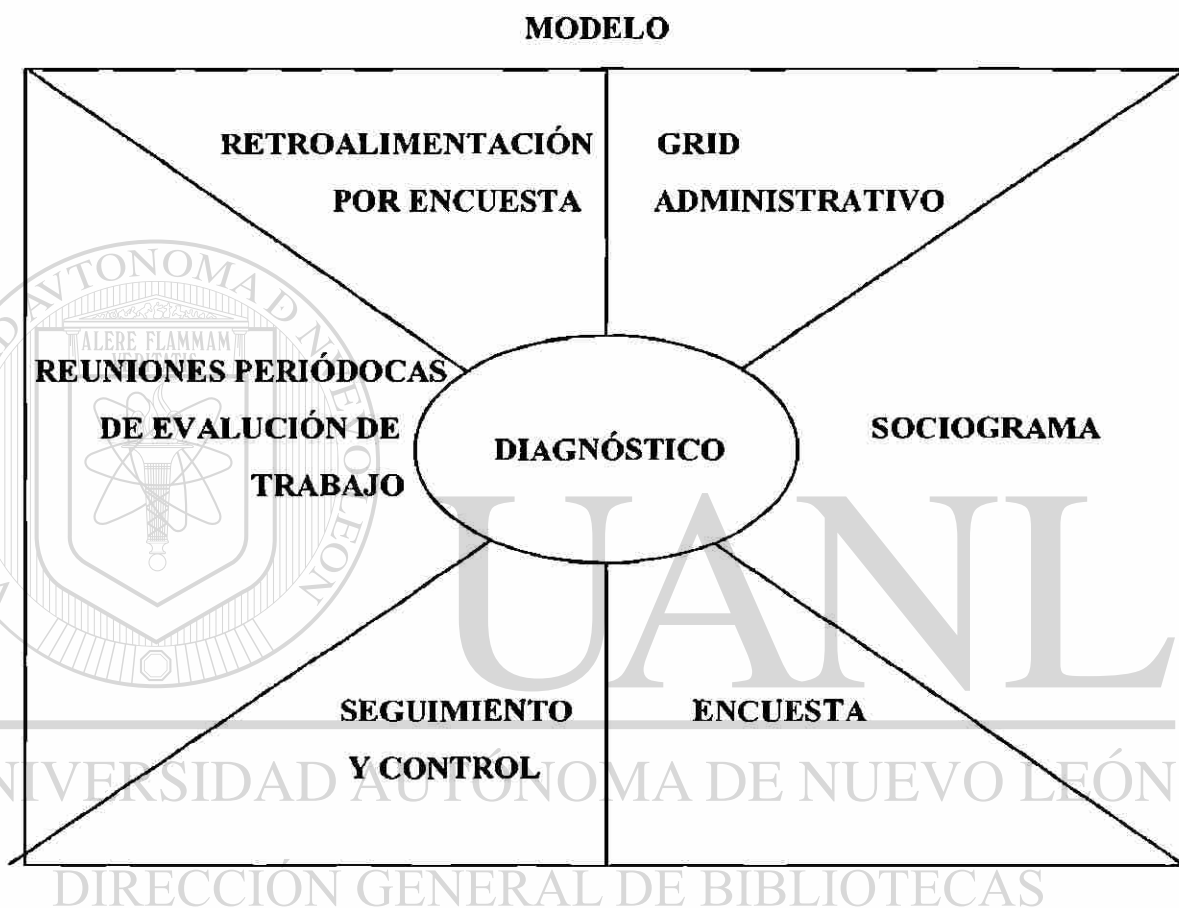 MODELO
RETROALIMENTACIÓN
POR ENCUESTA
GRID
ADMINISTRATIVO
REUNIONES PERIÓDOCAS
DE EVALUCIÓN DE
TRABAJO
DIAGNÓSTICO
SOCIOGRAMA
SEGUIMIENTO
Y CONTROL
ENCUESTA
ALERE FLAMMAM
VERITATIS
UANL
UNIVERSIDAD AUTÓNOMA DE NUEVO LEÓN
DIRECCIÓN GENERAL DE BIBLIOTECAS